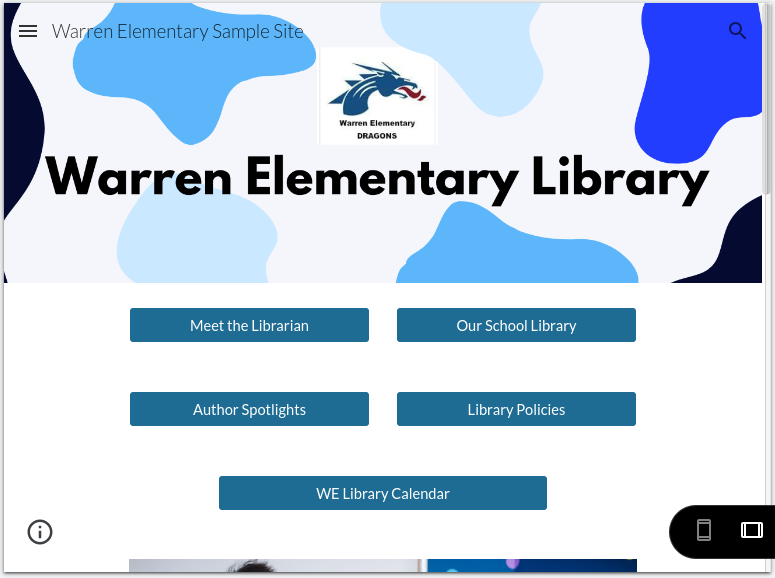 Warren Elementary Sample Site
Warren Elementary
DRAGONS
Warren Elementary Library
Meet the Librarian
Our School Library
Author Spotlights
Library Policies
WE Library Calendar